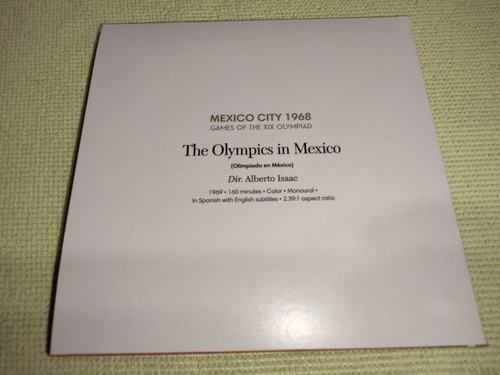 MEXICO CITY 1968
GAMES OF THE XIX OLYMPIAD
The Olympics in Mexico
(Olimpiada en México)
Dir. Alberto Isaac
1969 • 160 minutes • Color • Monaural •
In Spanish with English subtitles • 2.39:1 aspect ratio